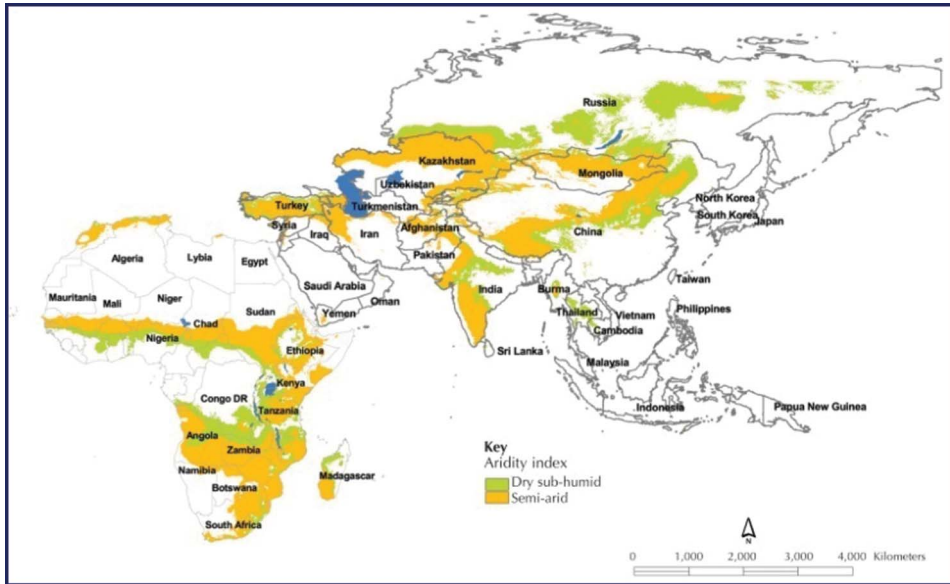 Russia
Kazakhstan
Mongolia
Uzbekistan
North Korea
Turkey
Turkmenistan
South Korea
Japan
Syria
Afghanistan
China
Iraq
Iran
Algeria
Lybia
Egypt
Pakistan
Taiwan
Saudi Arabia
India
Burma
Mauritania
Mali
Niger
Oman
Sudan
Yemen
Thailand
Vietnam
Philippines
Chad
Cambodia
Nigeria
Ethiopia
Sri Lanka
Malaysia
Kenya
Congo DR
Tanzania
Indonesia
Papua New Guinea
Angola
Zambia
Namibia
Madagascar
Botswana
South Africa
Key
Aridity index
Dry sub-humid
Semi-arid
N
0 1,000 2,000 3,000 4,000 Kilometers